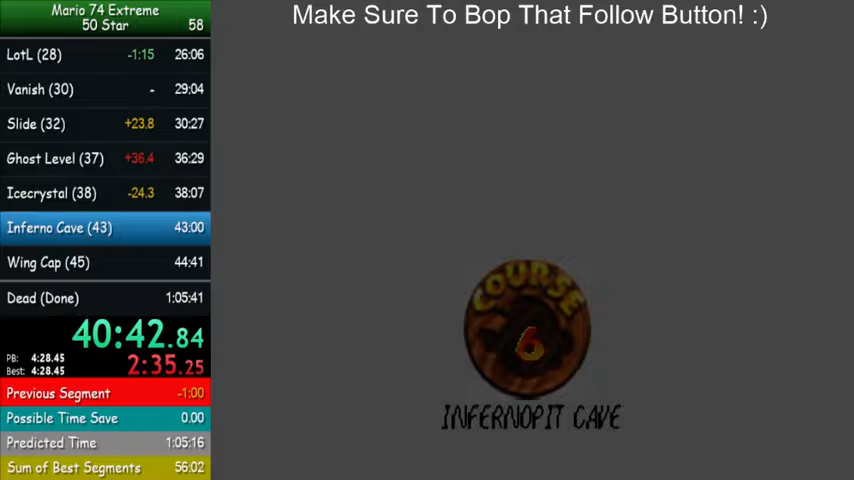 Mario 74 Extreme
50 Star 58
LotL (28) -1:15 26:06
Vanish (30) - 29:04
Slide (32) +23.8 30:27
Ghost Level (37) +36.4 36:29
Icecrystal (38) -24.3 38:07
Inferno Cave (43) 43:00
Wing Cap (45) 44:41
Dead (Done) 1:05:41
40:42.84
PB: 4:28.45
Best: 4:28.45
2:35.25
Previous Segment -1:00
Possible Time Save 0.00
Predicted Time 1:05:16
Sum of Best Segments 56:02
Make Sure To Bop That Follow Button! :)
COURSE
6
INFERNOPIT CAVE